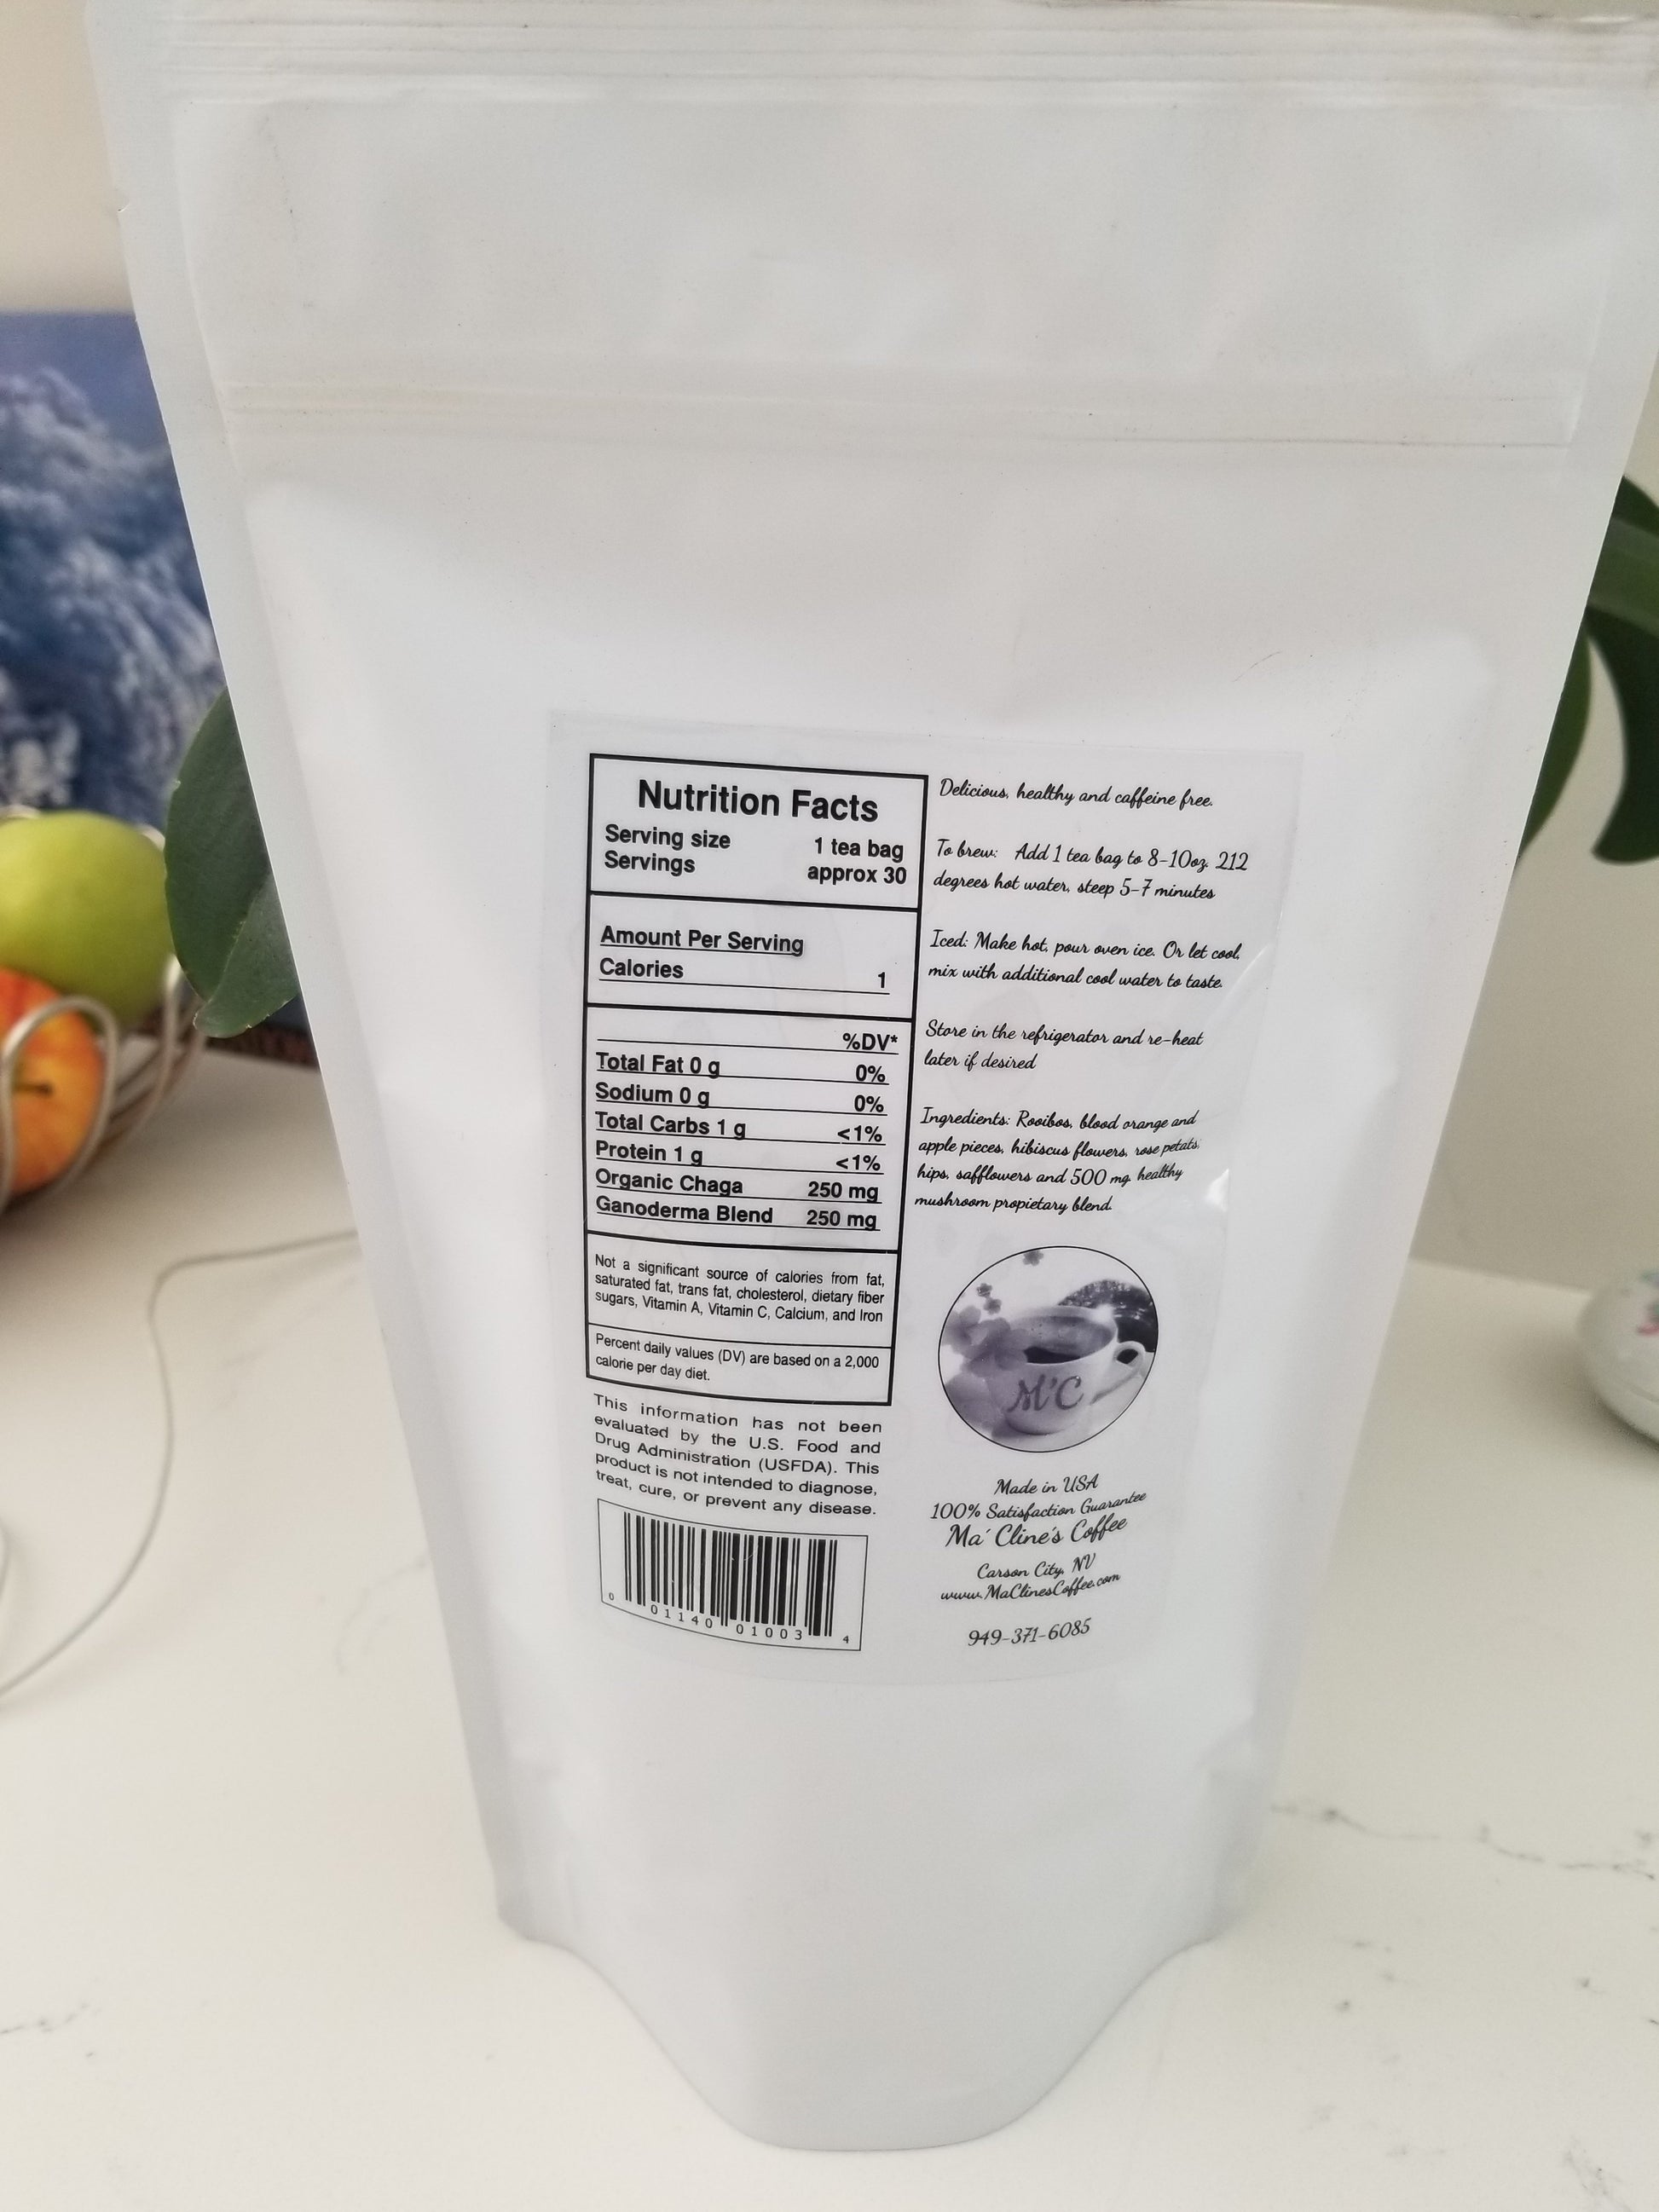 Nutrition Facts
Serving size 1 tea bag
Servings approx 30
Amount Per Serving
Calories 1
%DV*
Total Fat 0 g 0%
Sodium 0 g 0%
Total Carbs 1 g <1%
Protein 1 g <1%
Organic Chaga 250 mg
Ganoderma Blend 250 mg
Not a significant source of calories from fat,
saturated fat, trans fat, cholesterol, dietary fiber
sugars, Vitamin A, Vitamin C, Calcium, and Iron
Percent daily values (DV) are based on a 2,000
calorie per day diet.
This information has not been
evaluated by the U.S. Food and
Drug Administration (USFDA). This
product is not intended to diagnose,
treat, cure, or prevent any disease.
0 01140 01003 4
Delicious, healthy and caffeine free.
To brew: Add 1 tea bag to 8-10oz. 212
degrees hot water, steep 5-7 minutes
Iced: Make hot, pour oven ice. Or let cool,
mix with additional cool water to taste.
Store in the refrigerator and re-heat
later if desired
Ingredients: Rooibos, blood orange and
apple pieces, hibiscus flowers, rose petals,
hips, safflowers and 500 mg healthy
mushroom propietary blend.
M'C
Made in USA
100% Satisfaction Guarantee
Ma' Cline's Coffee
Carson City, NV
www.MaClinesCoffee.com
949-371-6085